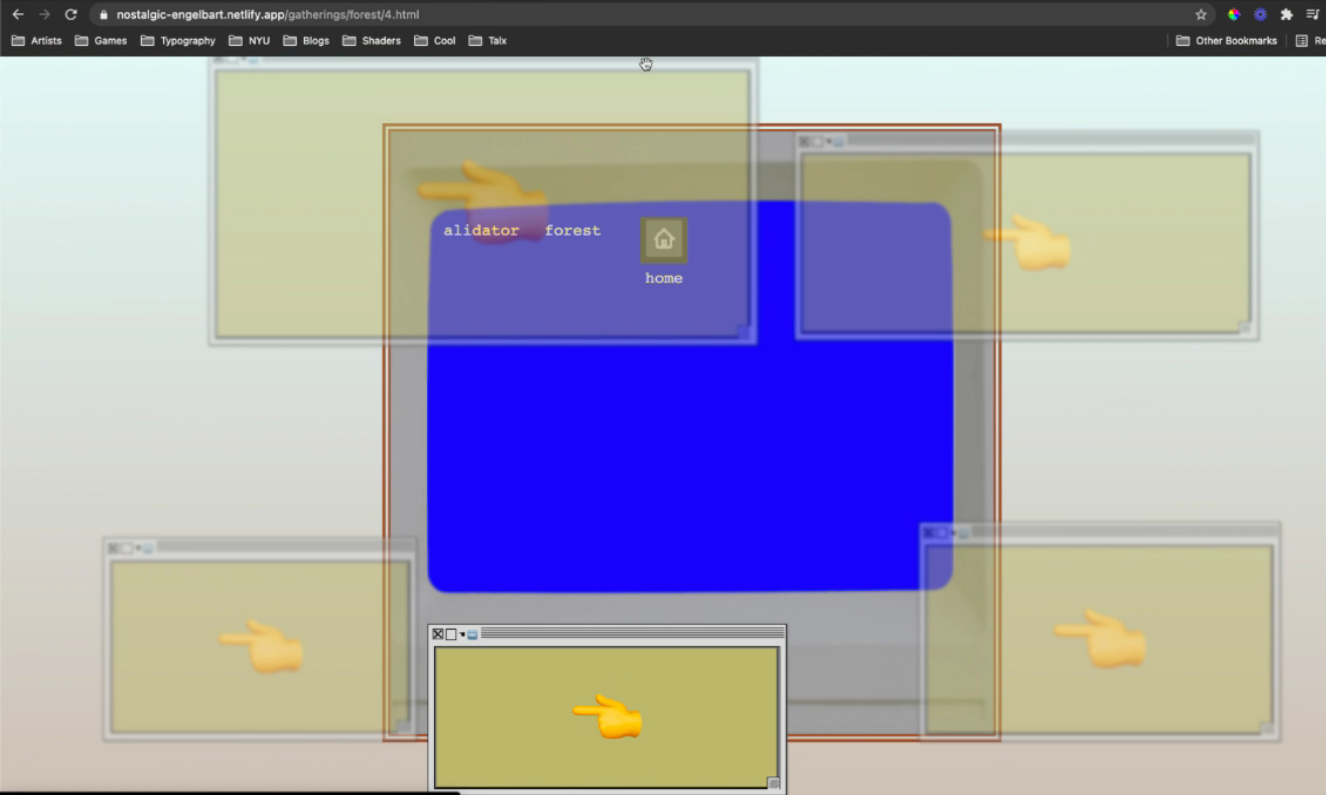 nostalgic-engelbart.netlify.app/gatherings/forest/4.html
Artists Games Typography NYU Blogs Shaders Cool Talx Other Bookmarks Re
alidator forest
home